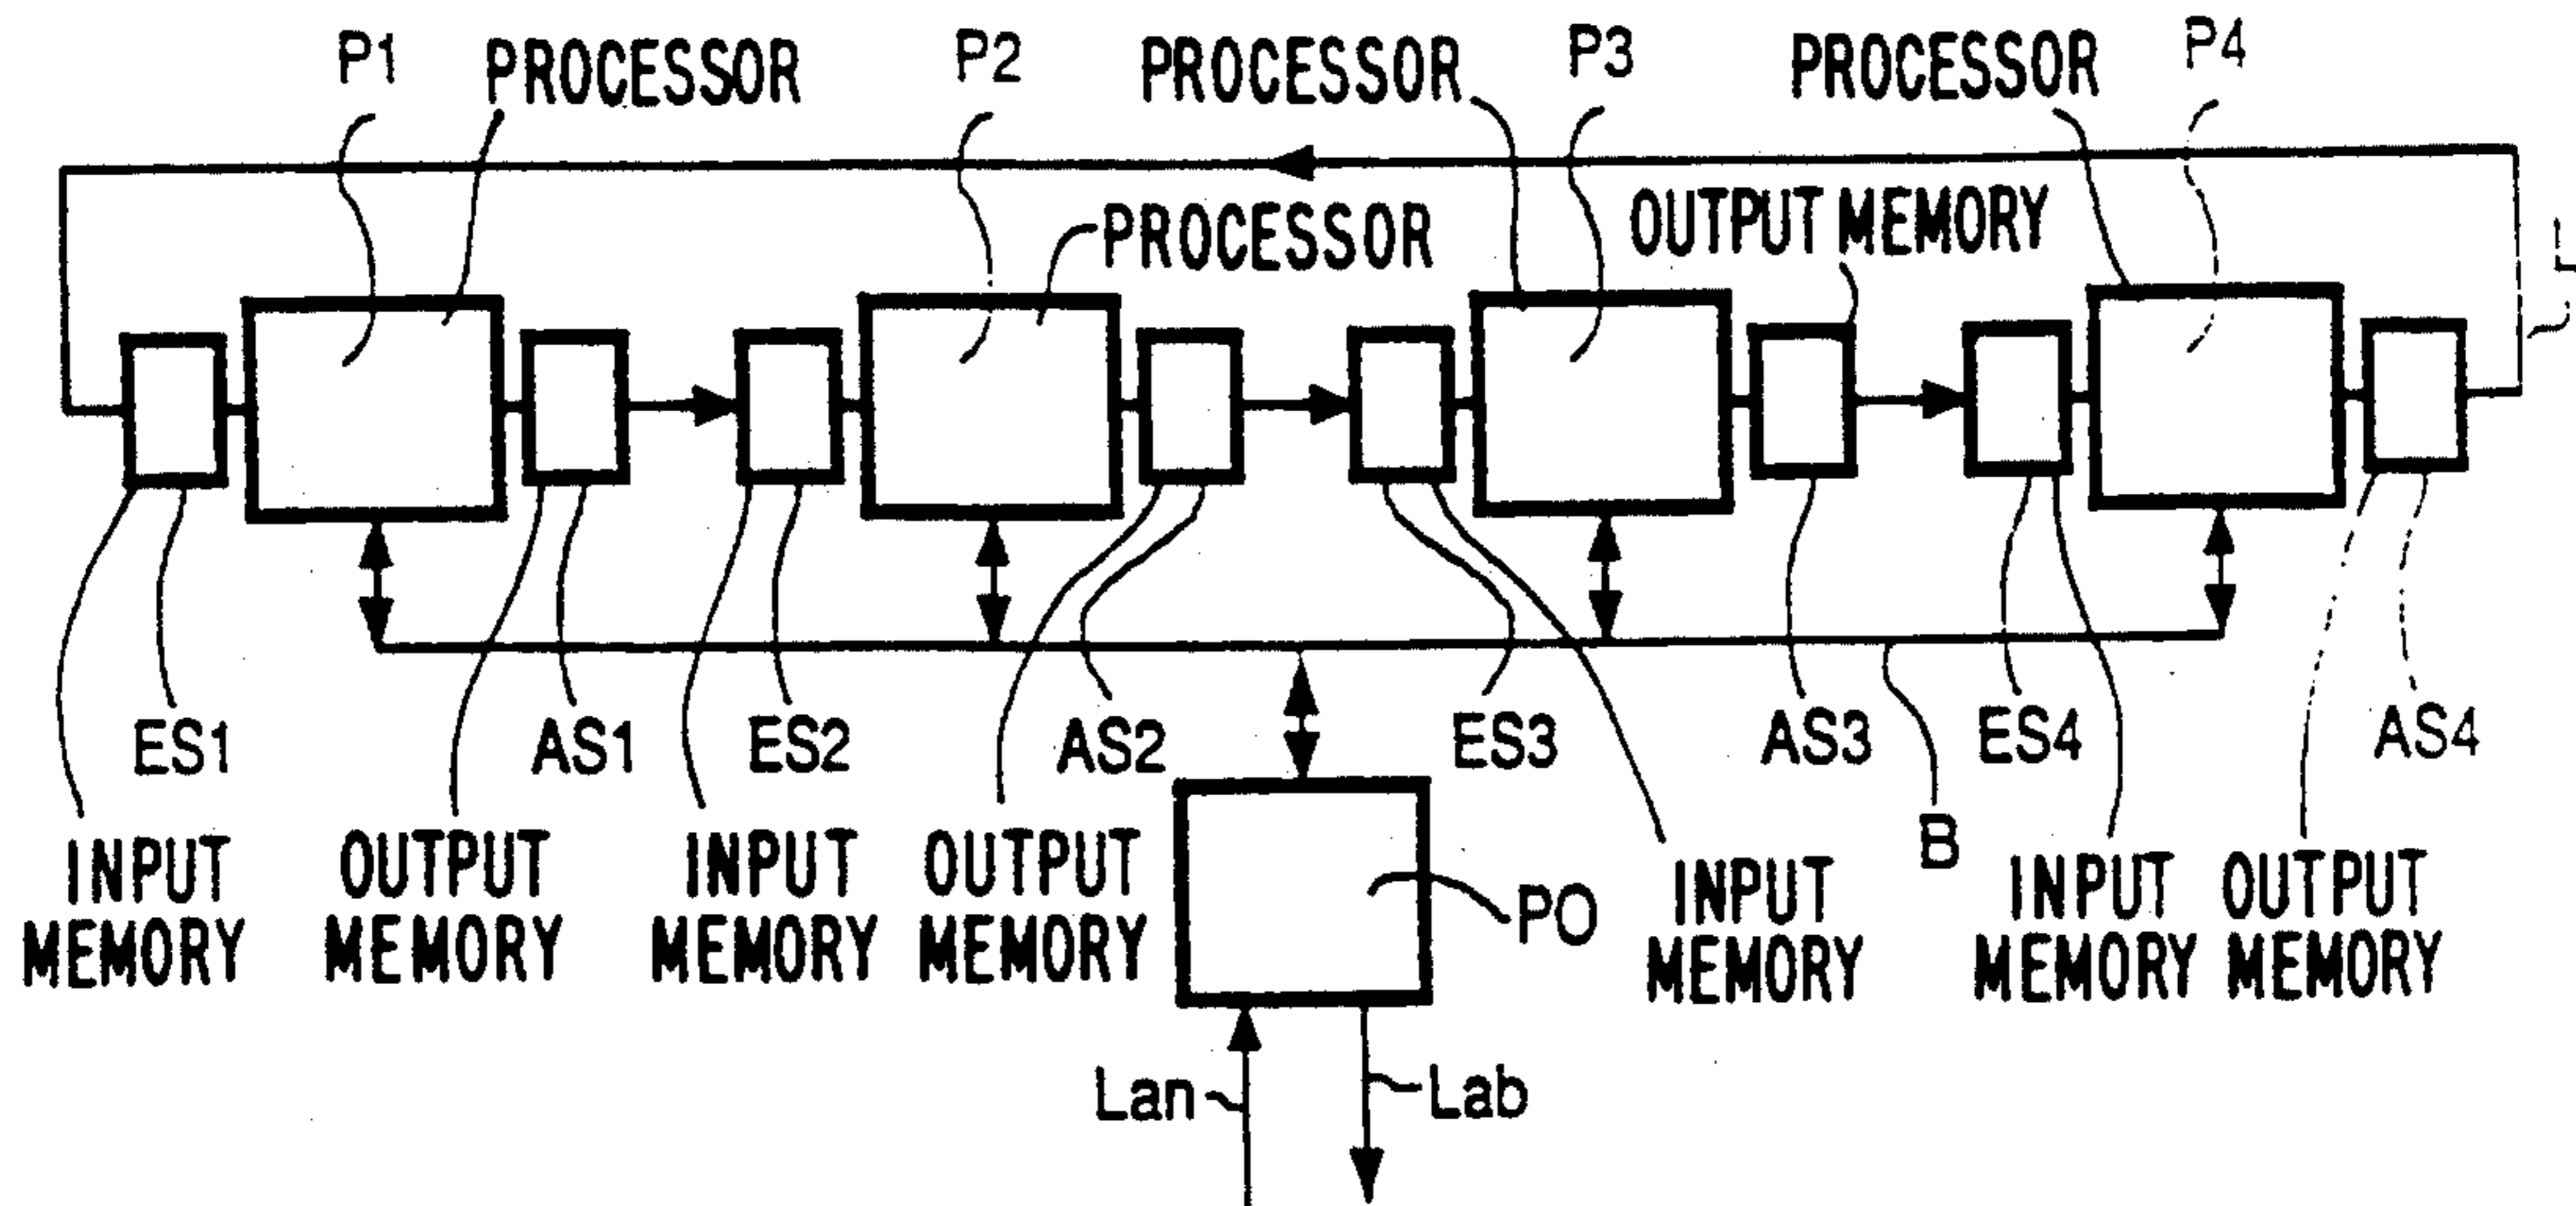 P1 PROCESSOR P2 PROCESSOR P3 PROCESSOR P4
PROCESSOR
OUTPUT MEMORY
L
ES1 AS1 ES2 AS2 ES3 AS3 ES4 AS4
INPUT
MEMORY
OUTPUT
MEMORY
INPUT
MEMORY
OUTPUT
MEMORY
PO
INPUT
MEMORY
B
INPUT
MEMORY
OUTPUT
MEMORY
Lan
Lab